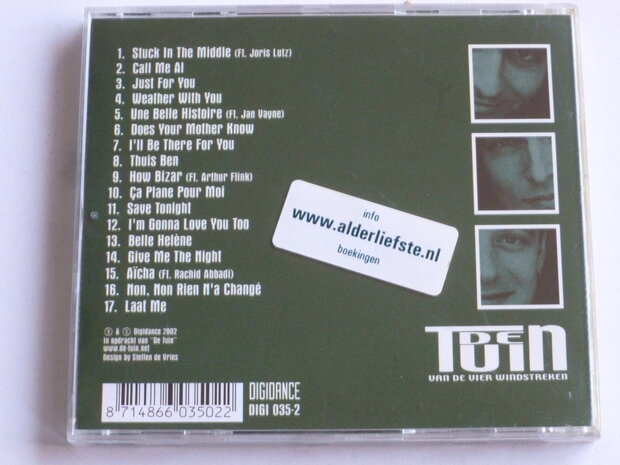 1. Stuck In The Middle (Ft. Joris Lutz)
2. Call Me Al
3. Just For You
4. Weather With You
5. Une Belle Histoire (Ft. Jan Vayne)
6. Does Your Mother Know
7. I'll Be There For You
8. Thuis Ben
9. How Bizar (Ft. Arthur Flink)
10. Ça Plane Pour Moi
11. Save Tonight
12. I'm Gonna Love You Too
13. Belle Helène
14. Give Me The Night
15. Aïcha (Ft. Rachid Abbadi)
16. Non, Non Rien N'a Changé
17. Laat Me
info
www.alderliefste.nl
boekingen
℗ & © Digidance 2002
In opdracht van "De Tuin"
www.de-tuin.net
Design by Steffen de Vries
8 714866 035022
DIGIDANCE
DIGI 035-2
DE
TUIN
VAN DE VIER WINDSTREKEN